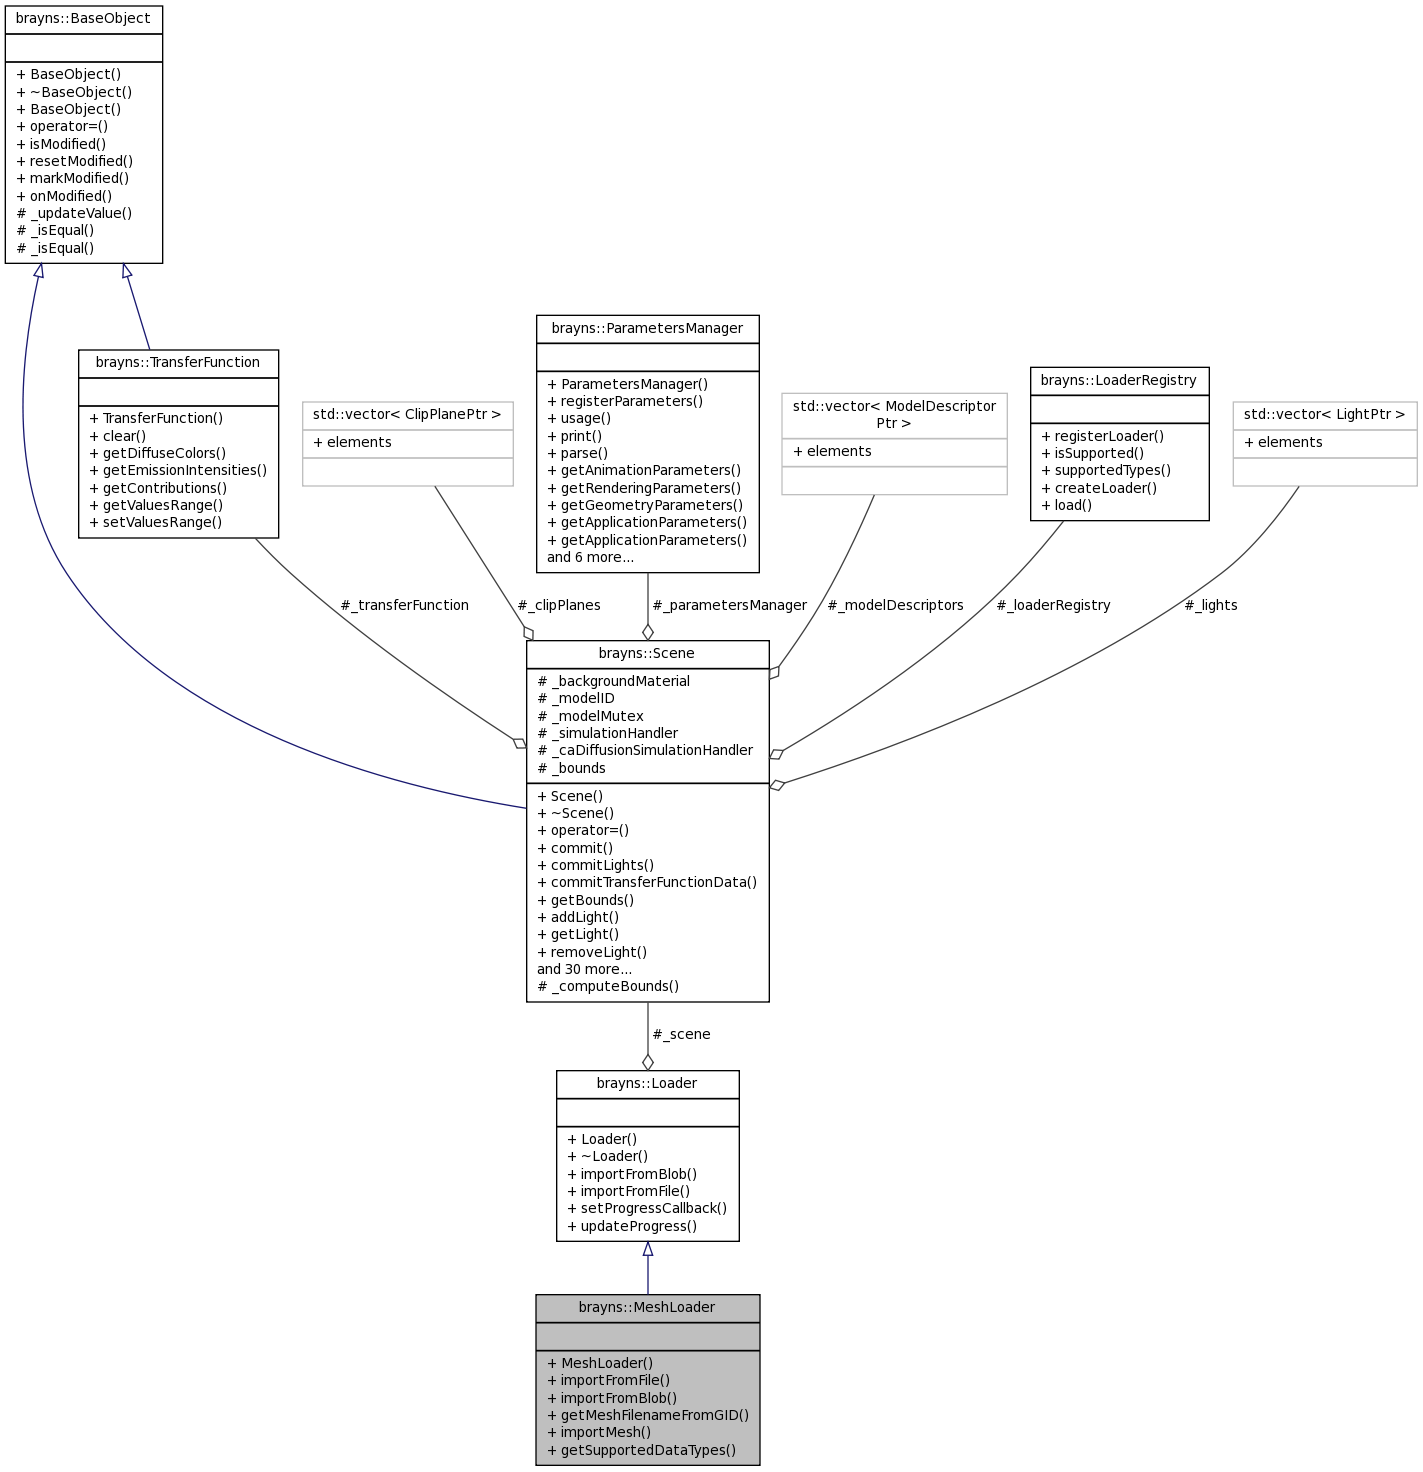 brayns::BaseObject
+ BaseObject()
+ ~BaseObject()
+ BaseObject()
+ operator=()
+ isModified()
+ resetModified()
+ markModified()
+ onModified()
# _updateValue()
# _isEqual()
# _isEqual()
brayns::TransferFunction
+ TransferFunction()
+ clear()
+ getDiffuseColors()
+ getEmissionIntensities()
+ getContributions()
+ getValuesRange()
+ setValuesRange()
std::vector< ClipPlanePtr >
+ elements
brayns::ParametersManager
+ ParametersManager()
+ registerParameters()
+ usage()
+ print()
+ parse()
+ getAnimationParameters()
+ getRenderingParameters()
+ getGeometryParameters()
+ getApplicationParameters()
+ getApplicationParameters()
and 6 more...
std::vector< ModelDescriptor
Ptr >
+ elements
brayns::LoaderRegistry
+ registerLoader()
+ isSupported()
+ supportedTypes()
+ createLoader()
+ load()
std::vector< LightPtr >
+ elements
#_transferFunction
#_clipPlanes
#_parametersManager
#_modelDescriptors
#_loaderRegistry
#_lights
brayns::Scene
# _backgroundMaterial
# _modelID
# _modelMutex
# _simulationHandler
# _caDiffusionSimulationHandler
# _bounds
+ Scene()
+ ~Scene()
+ operator=()
+ commit()
+ commitLights()
+ commitTransferFunctionData()
+ getBounds()
+ addLight()
+ getLight()
+ removeLight()
and 30 more...
# _computeBounds()
#_scene
brayns::Loader
+ Loader()
+ ~Loader()
+ importFromBlob()
+ importFromFile()
+ setProgressCallback()
+ updateProgress()
brayns::MeshLoader
+ MeshLoader()
+ importFromFile()
+ importFromBlob()
+ getMeshFilenameFromGID()
+ importMesh()
+ getSupportedDataTypes()